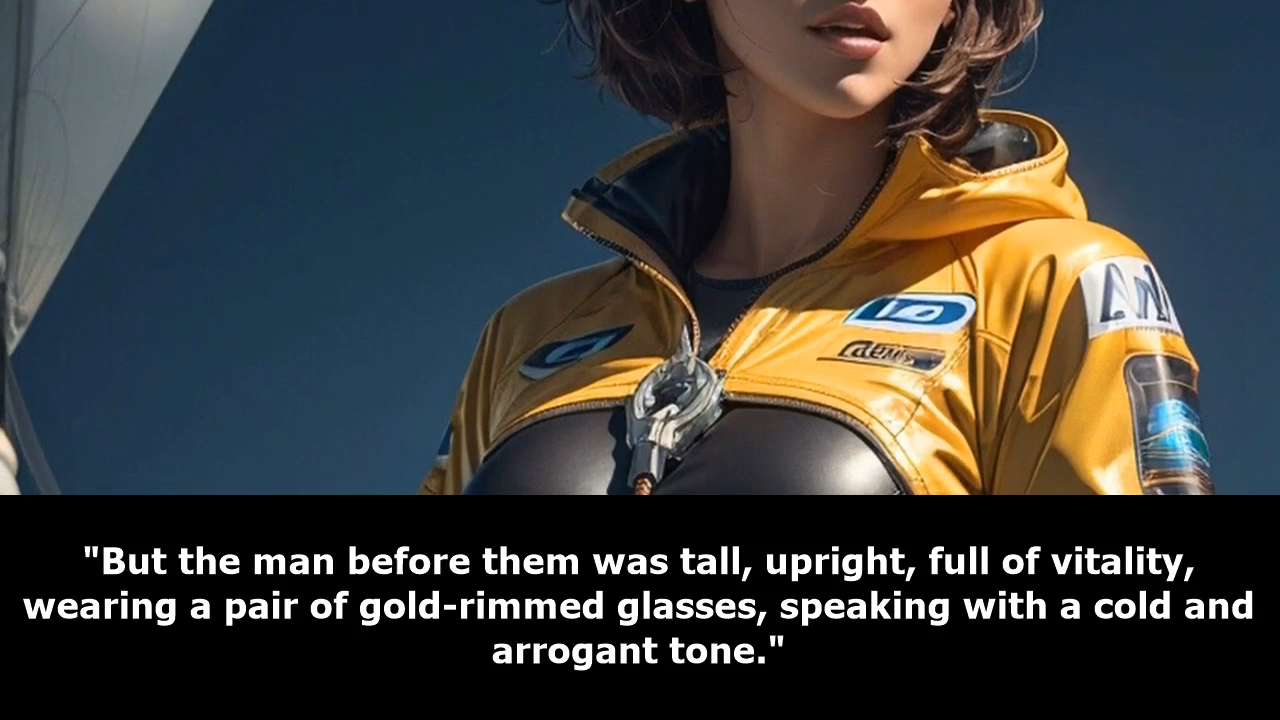 "But the man before them was tall, upright, full of vitality,
wearing a pair of gold-rimmed glasses, speaking with a cold and
arrogant tone."